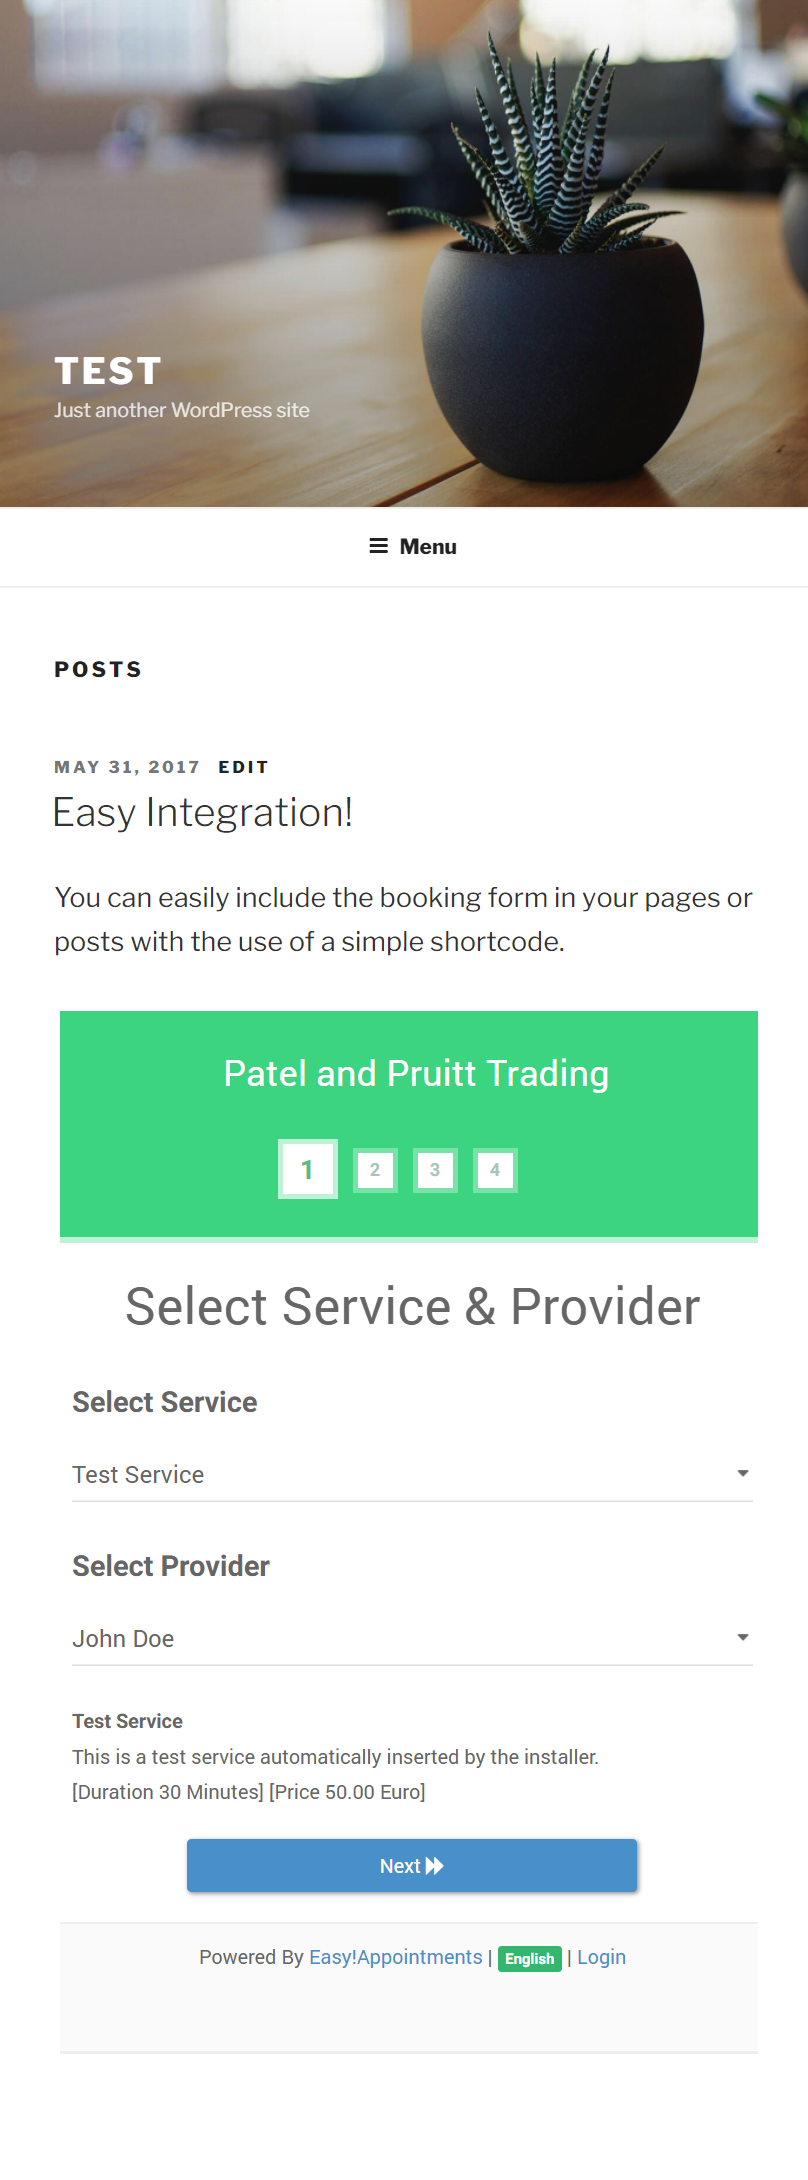 TEST
Just another WordPress site
Menu
POSTS
MAY 31, 2017 EDIT
Easy Integration!
You can easily include the booking form in your pages or
posts with the use of a simple shortcode.
Patel and Pruitt Trading
1 2 3 4
Select Service & Provider
Select Service
Test Service
Select Provider
John Doe
Test Service
This is a test service automatically inserted by the installer.
[Duration 30 Minutes] [Price 50.00 Euro]
Next
Powered By Easy!Appointments | English | Login